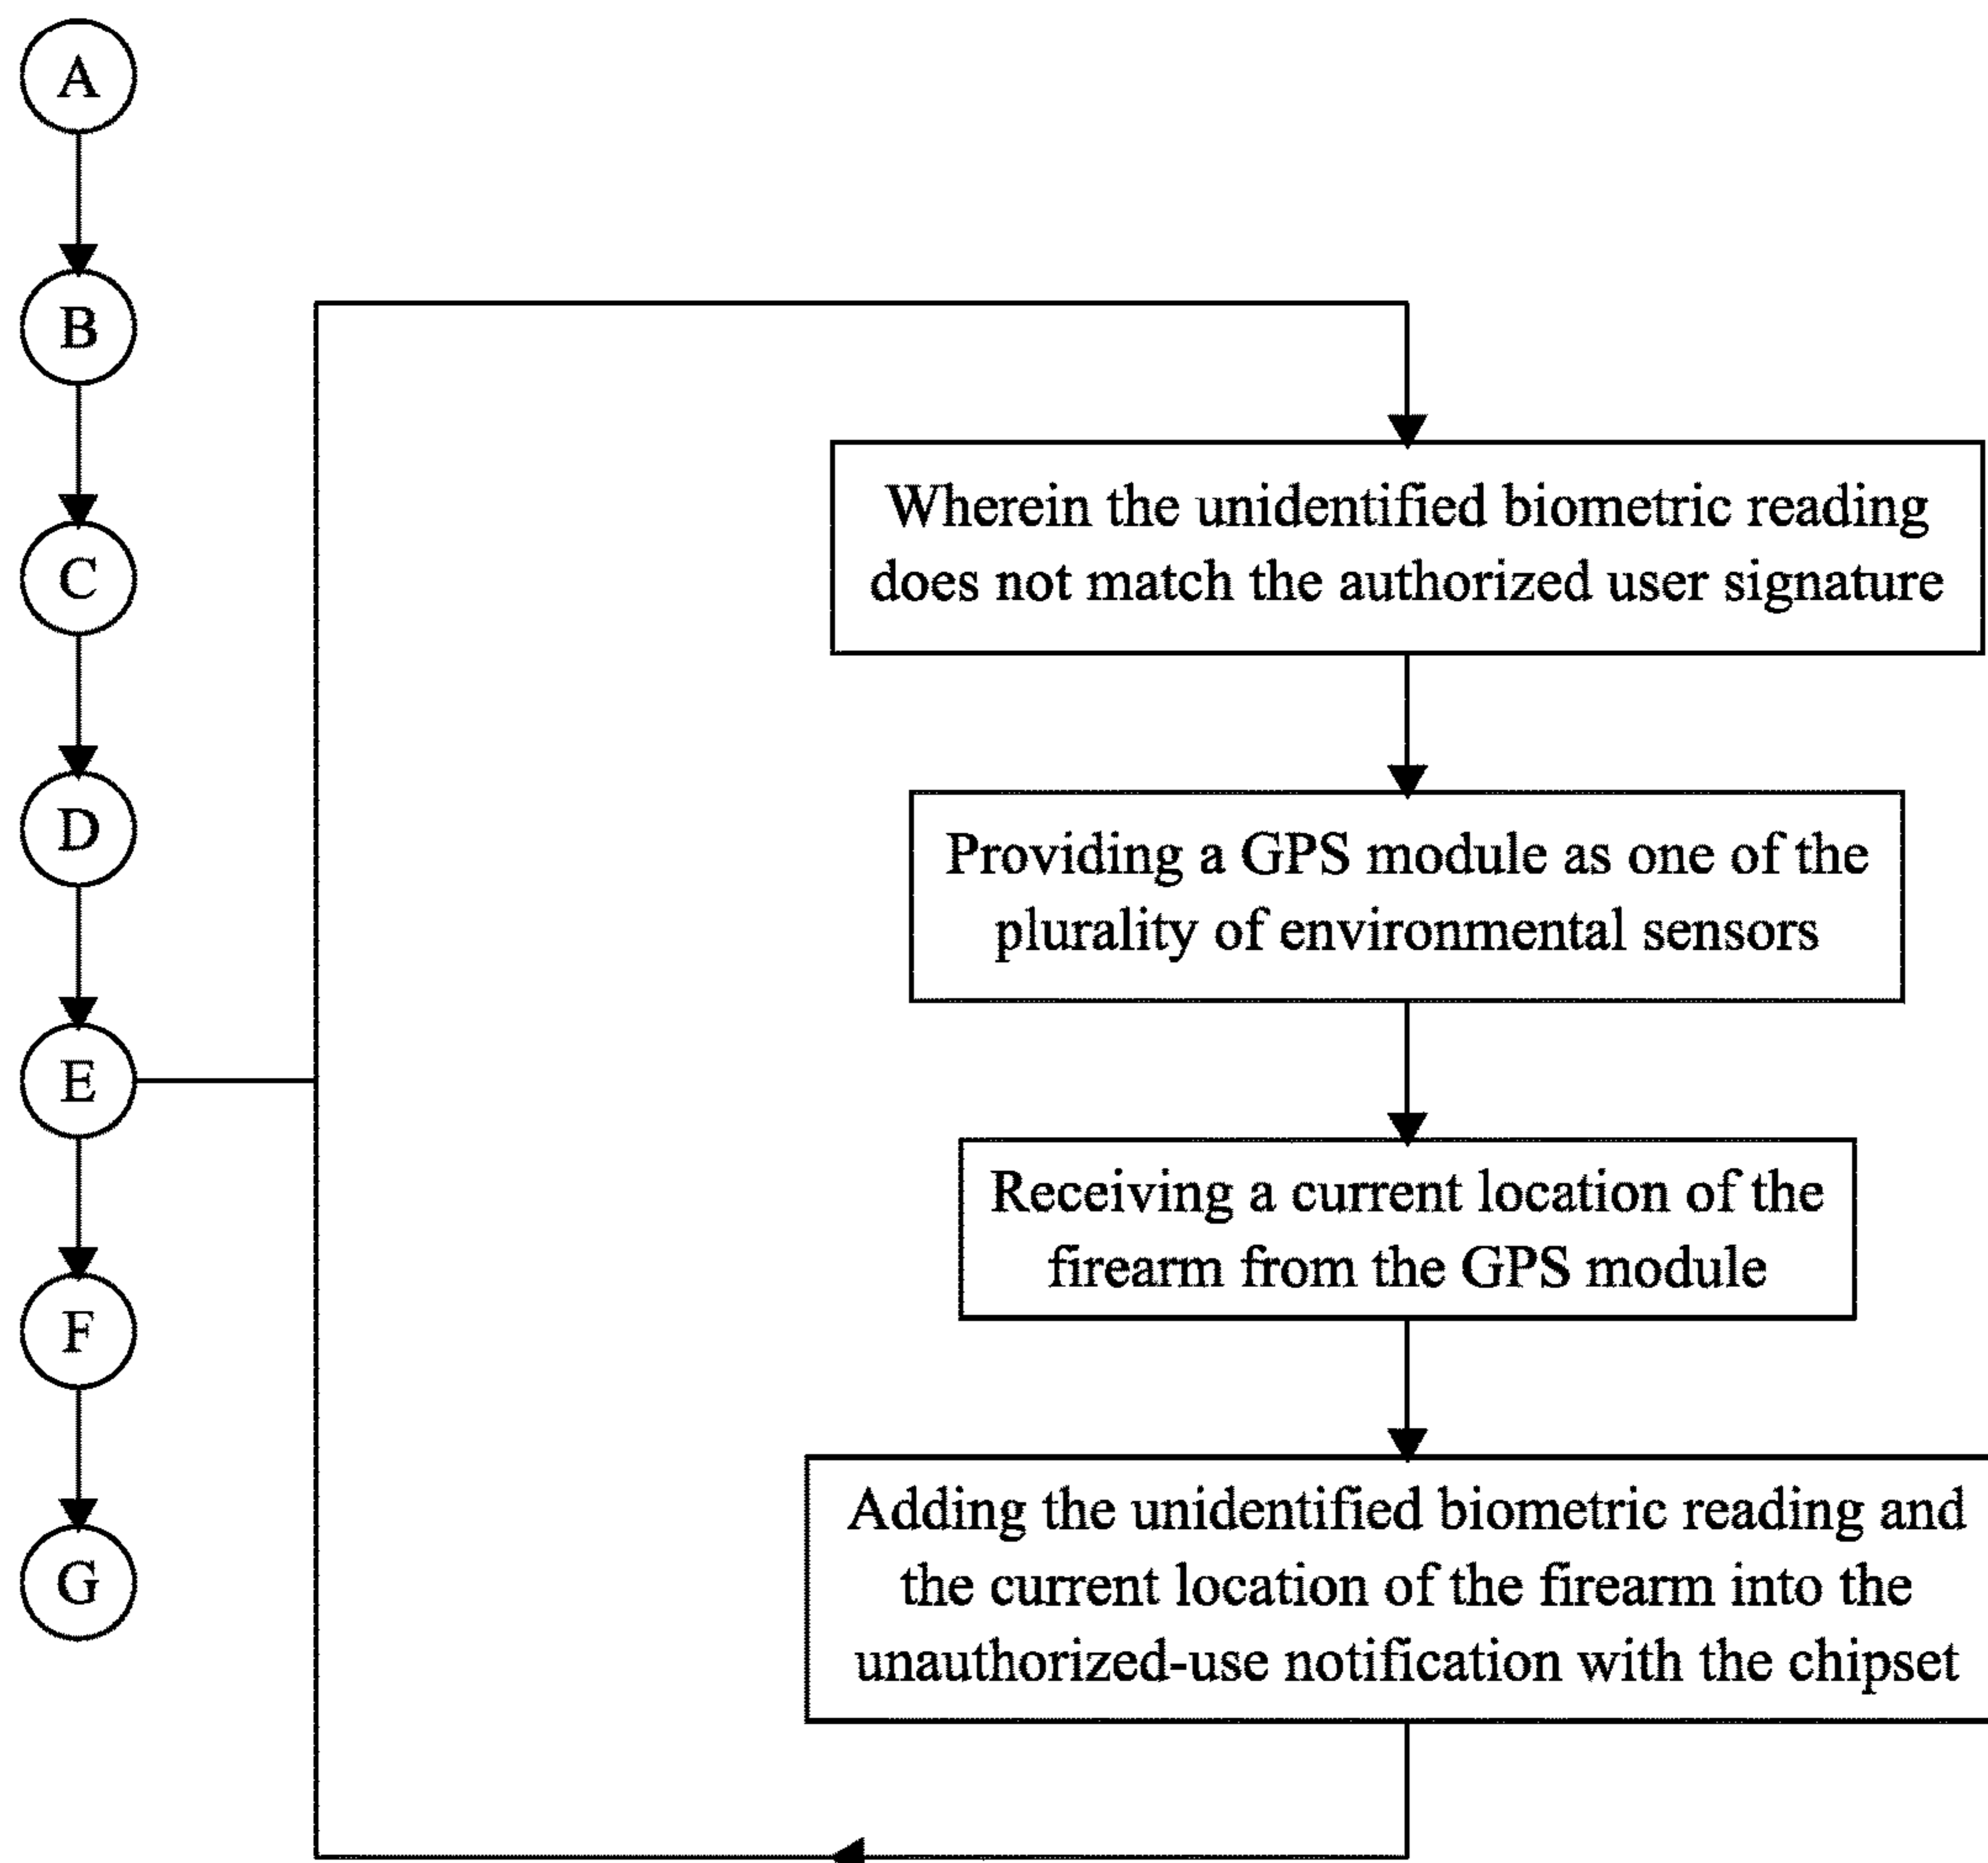 A
B
C
D
E
F
G
Wherein the unidentified biometric reading
does not match the authorized user signature
Providing a GPS module as one of the
plurality of environmental sensors
Receiving a current location of the
firearm from the GPS module
Adding the unidentified biometric reading and
the current location of the firearm into the
unauthorized-use notification with the chipset